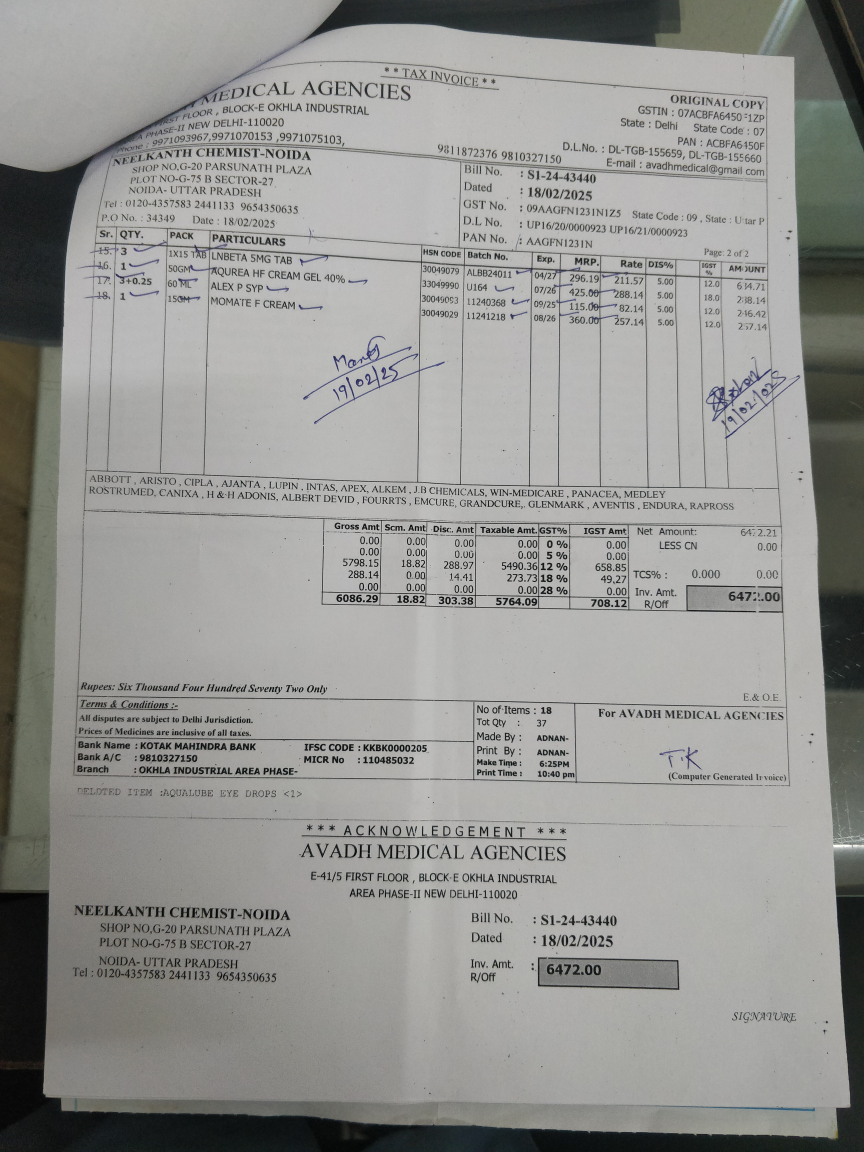 ** TAX INVOICE **
MEDICAL AGENCIES
FIRST FLOOR , BLOCK-E OKHLA INDUSTRIAL
AREA PHASE-II NEW DELHI-110020
Phone : 9971093967,9971070153 ,9971075103,
9811872376 9810327150
ORIGINAL COPY
GSTIN : 07ACBFA6450 1ZP
State : Delhi State Code : 07
PAN : ACBFA6450F
D.L.No. : DL-TGB-155659, DL-TGB-155660
E-mail : avadhmedical@gmail.com
NEELKANTH CHEMIST-NOIDA
SHOP NO,G-20 PARSUNATH PLAZA
PLOT NO-G-75 B SECTOR-27
NOIDA- UTTAR PRADESH
Tel : 0120-4357583 2441133 9654350635
P.O No. : 34349 Date : 18/02/2025
Bill No. : S1-24-43440
Dated : 18/02/2025
GST No. : 09AAGFN1231N1Z5 State Code : 09 , State : Uttar P
D.L No. : UP16/20/0000923 UP16/21/0000923
PAN No. : AAGFN1231N
Page: 2 of 2
Sr. QTY. PACK PARTICULARS HSN CODE Batch No. Exp. MRP. Rate DIS% IGST % AMOUNT
15. 3 1X15 TAB LNBETA 5MG TAB 30049079 ALBB24011 04/27 296.19 211.57 5.00 12.0 634.71
16. 1 50GM AQUREA HF CREAM GEL 40% 33049990 U164 07/26 425.00 288.14 5.00 18.0 288.14
17. 3+0.25 60 ML ALEX P SYP 30049093 11240368 09/25 115.00 82.14 5.00 12.0 246.42
18. 1 15GM MOMATE F CREAM 30049029 11241218 08/26 360.00 257.14 5.00 12.0 257.14
19/02/25
19/02/025
ABBOTT , ARISTO , CIPLA , AJANTA , LUPIN , INTAS, APEX, ALKEM , J.B CHEMICALS, WIN-MEDICARE , PANACEA, MEDLEY
ROSTRUMED, CANIXA , H & H ADONIS, ALBERT DEVID , FOURRTS , EMCURE, GRANDCURE,. GLENMARK , AVENTIS , ENDURA, RAPROSS
Gross Amt Scm. Amt Disc. Amt Taxable Amt. GST% IGST Amt
0.00 0.00 0.00 0.00 0 % 0.00
0.00 0.00 0.00 0.00 5 % 0.00
5798.15 18.82 288.97 5490.36 12 % 658.85
288.14 0.00 14.41 273.73 18 % 49.27
0.00 0.00 0.00 0.00 28 % 0.00
6086.29 18.82 303.38 5764.09 708.12
Net Amount: 6472.21
LESS CN 0.00
TCS% : 0.000 0.00
Inv. Amt. 6472.00
R/Off
Rupees: Six Thousand Four Hundred Seventy Two Only
E.& O.E.
Terms & Conditions :-
All disputes are subject to Delhi Jurisdiction.
Prices of Medicines are inclusive of all taxes.
Bank Name : KOTAK MAHINDRA BANK IFSC CODE : KKBK0000205
Bank A/C : 9810327150 MICR No : 110485032
Branch : OKHLA INDUSTRIAL AREA PHASE-
No of Items : 18
Tot Qty : 37
Made By : ADNAN-
Print By : ADNAN-
Make Time : 6:25PM
Print Time : 10:40 pm
For AVADH MEDICAL AGENCIES
T.K
(Computer Generated Invoice)
DELOTED ITEM :AQUALUBE EYE DROPS <1>
*** ACKNOWLEDGEMENT ***
AVADH MEDICAL AGENCIES
E-41/5 FIRST FLOOR , BLOCK-E OKHLA INDUSTRIAL
AREA PHASE-II NEW DELHI-110020
NEELKANTH CHEMIST-NOIDA
SHOP NO,G-20 PARSUNATH PLAZA
PLOT NO-G-75 B SECTOR-27
NOIDA- UTTAR PRADESH
Tel : 0120-4357583 2441133 9654350635
Bill No. : S1-24-43440
Dated : 18/02/2025
Inv. Amt. : 6472.00
R/Off
SIGNATURE